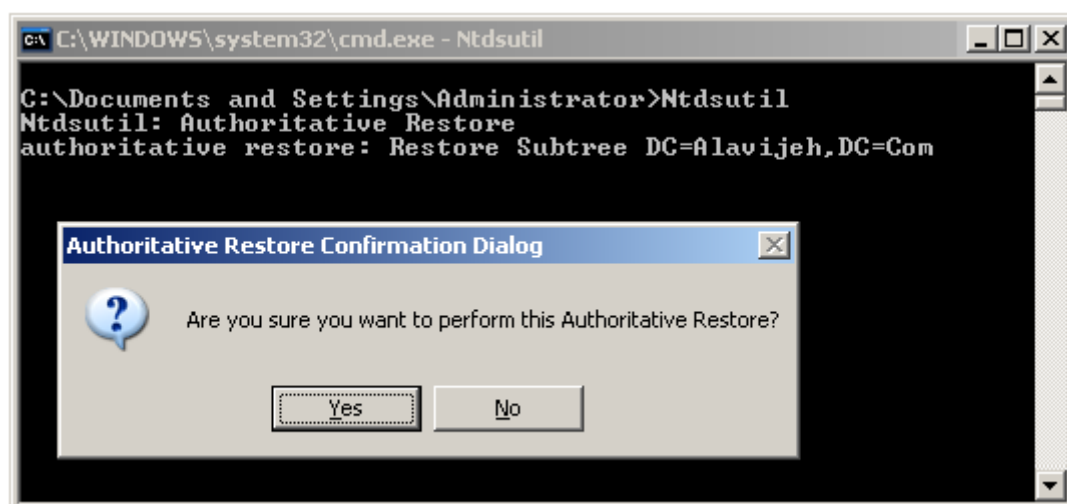 C:\WINDOWS\system32\cmd.exe - Ntdsutil
C:\Documents and Settings\Administrator>Ntdsutil
Ntdsutil: Authoritative Restore
authoritative restore: Restore Subtree DC=Alavijeh,DC=Com
Authoritative Restore Confirmation Dialog
Are you sure you want to perform this Authoritative Restore?
Yes No